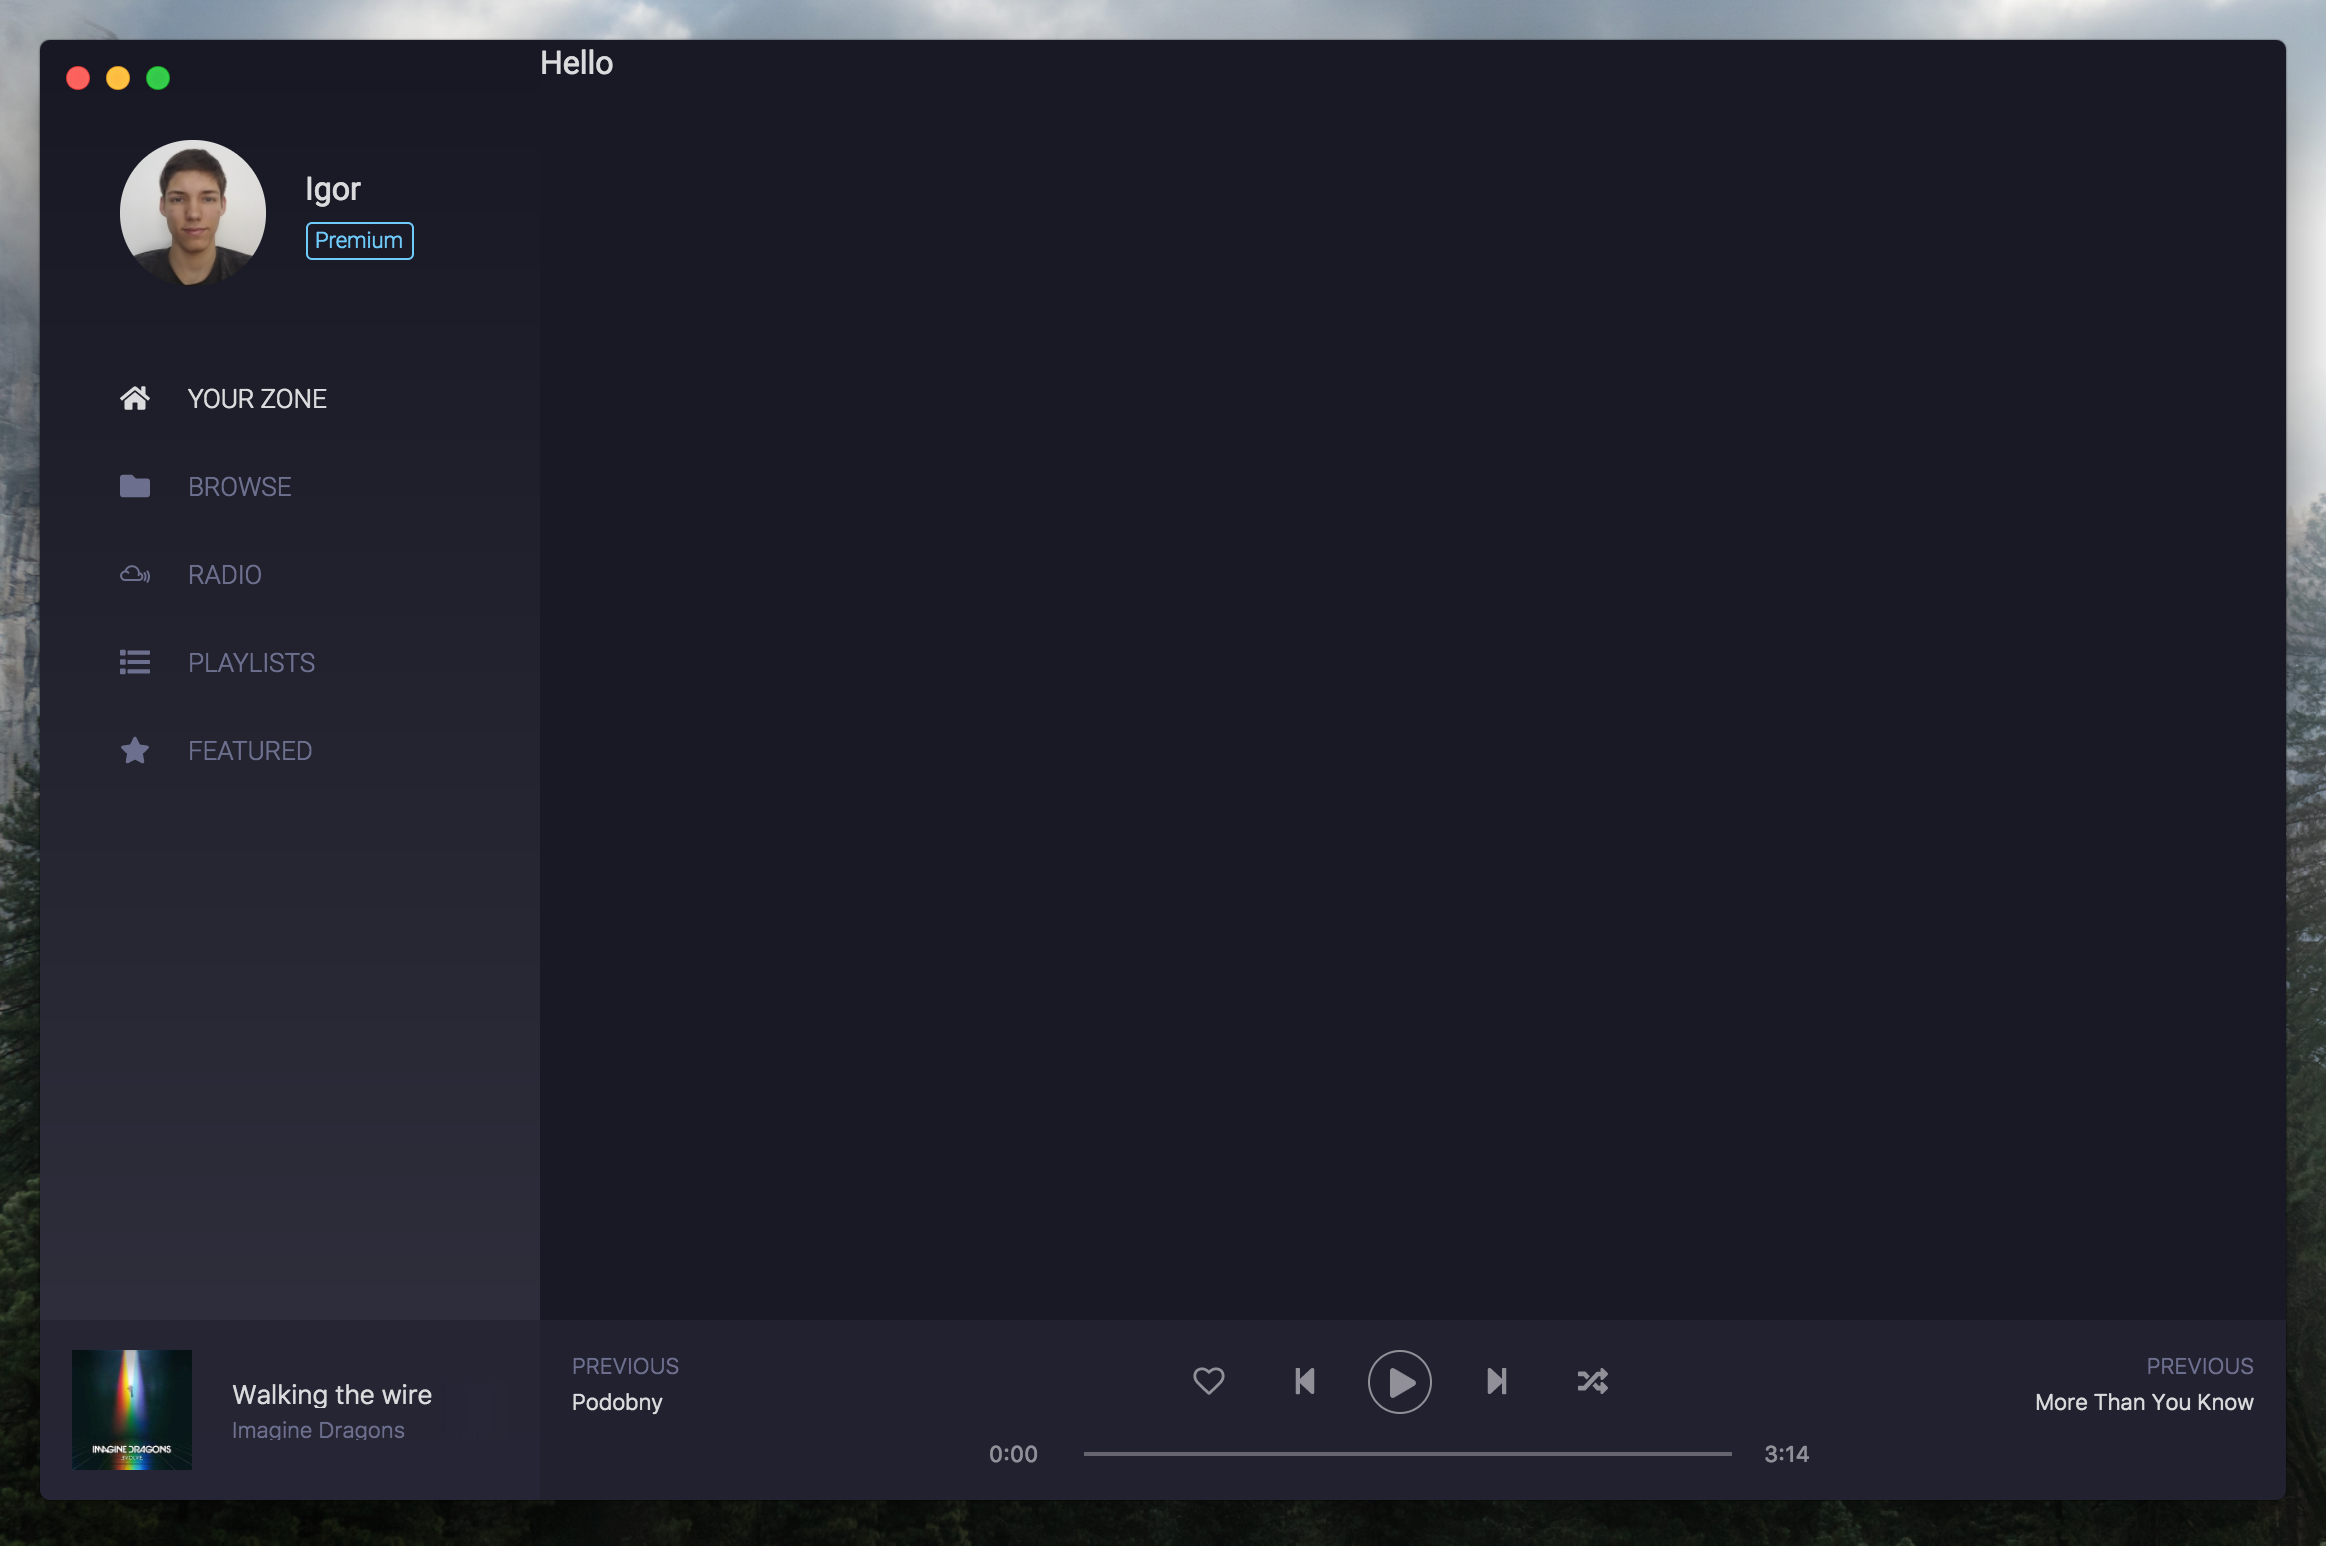 Hello
Igor
Premium
YOUR ZONE
BROWSE
RADIO
PLAYLISTS
FEATURED
IMAGINE DRAGONS
EVOLVE
Walking the wire
Imagine Dragons
PREVIOUS
Podobny
0:00
3:14
PREVIOUS
More Than You Know